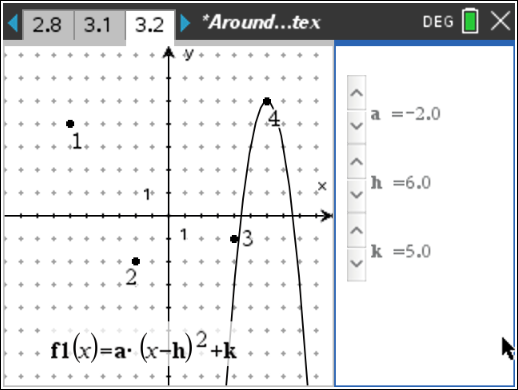 2.8 3.1 3.2 *Around...tex DEG
y
4
1
a =-2.0
x
1
h =6.0
1
3
k =5.0
2
f1(x)=a·(x-h)²+k